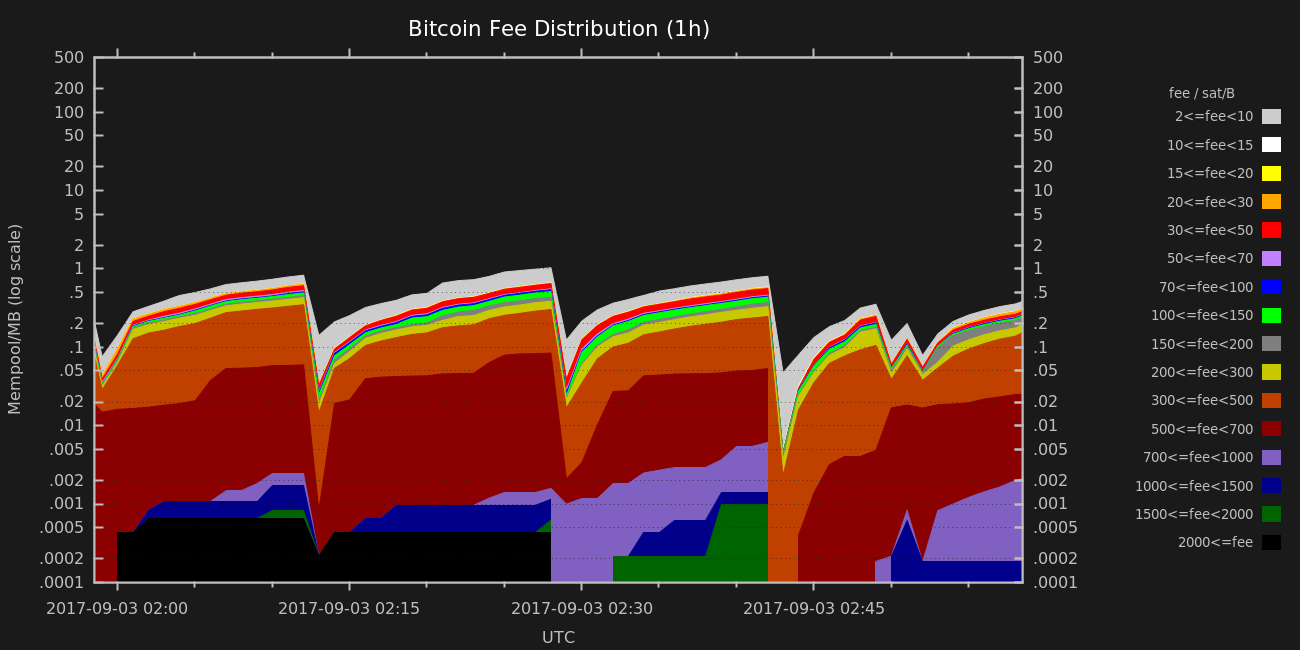 Bitcoin Fee Distribution (1h)
Mempool/MB (log scale)
500
200
100
50
20
10
5
2
1
.5
.2
.1
.05
.02
.01
.005
.002
.001
.0005
.0002
.0001
500
200
100
50
20
10
5
2
1
.5
.2
.1
.05
.02
.01
.005
.002
.001
.0005
.0002
.0001
fee / sat/B
2<=fee<10
10<=fee<15
15<=fee<20
20<=fee<30
30<=fee<50
50<=fee<70
70<=fee<100
100<=fee<150
150<=fee<200
200<=fee<300
300<=fee<500
500<=fee<700
700<=fee<1000
1000<=fee<1500
1500<=fee<2000
2000<=fee
2017-09-03 02:00 2017-09-03 02:15 2017-09-03 02:30 2017-09-03 02:45
UTC